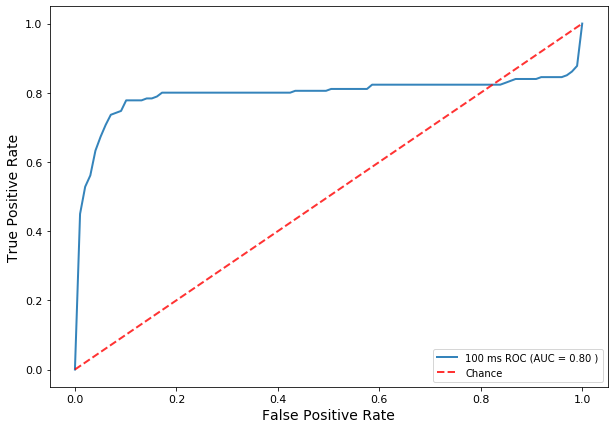 1.0
0.8
0.6
0.4
0.2
0.0
True Positive Rate
0.0 0.2 0.4 0.6 0.8 1.0
False Positive Rate
100 ms ROC (AUC = 0.80 )
Chance